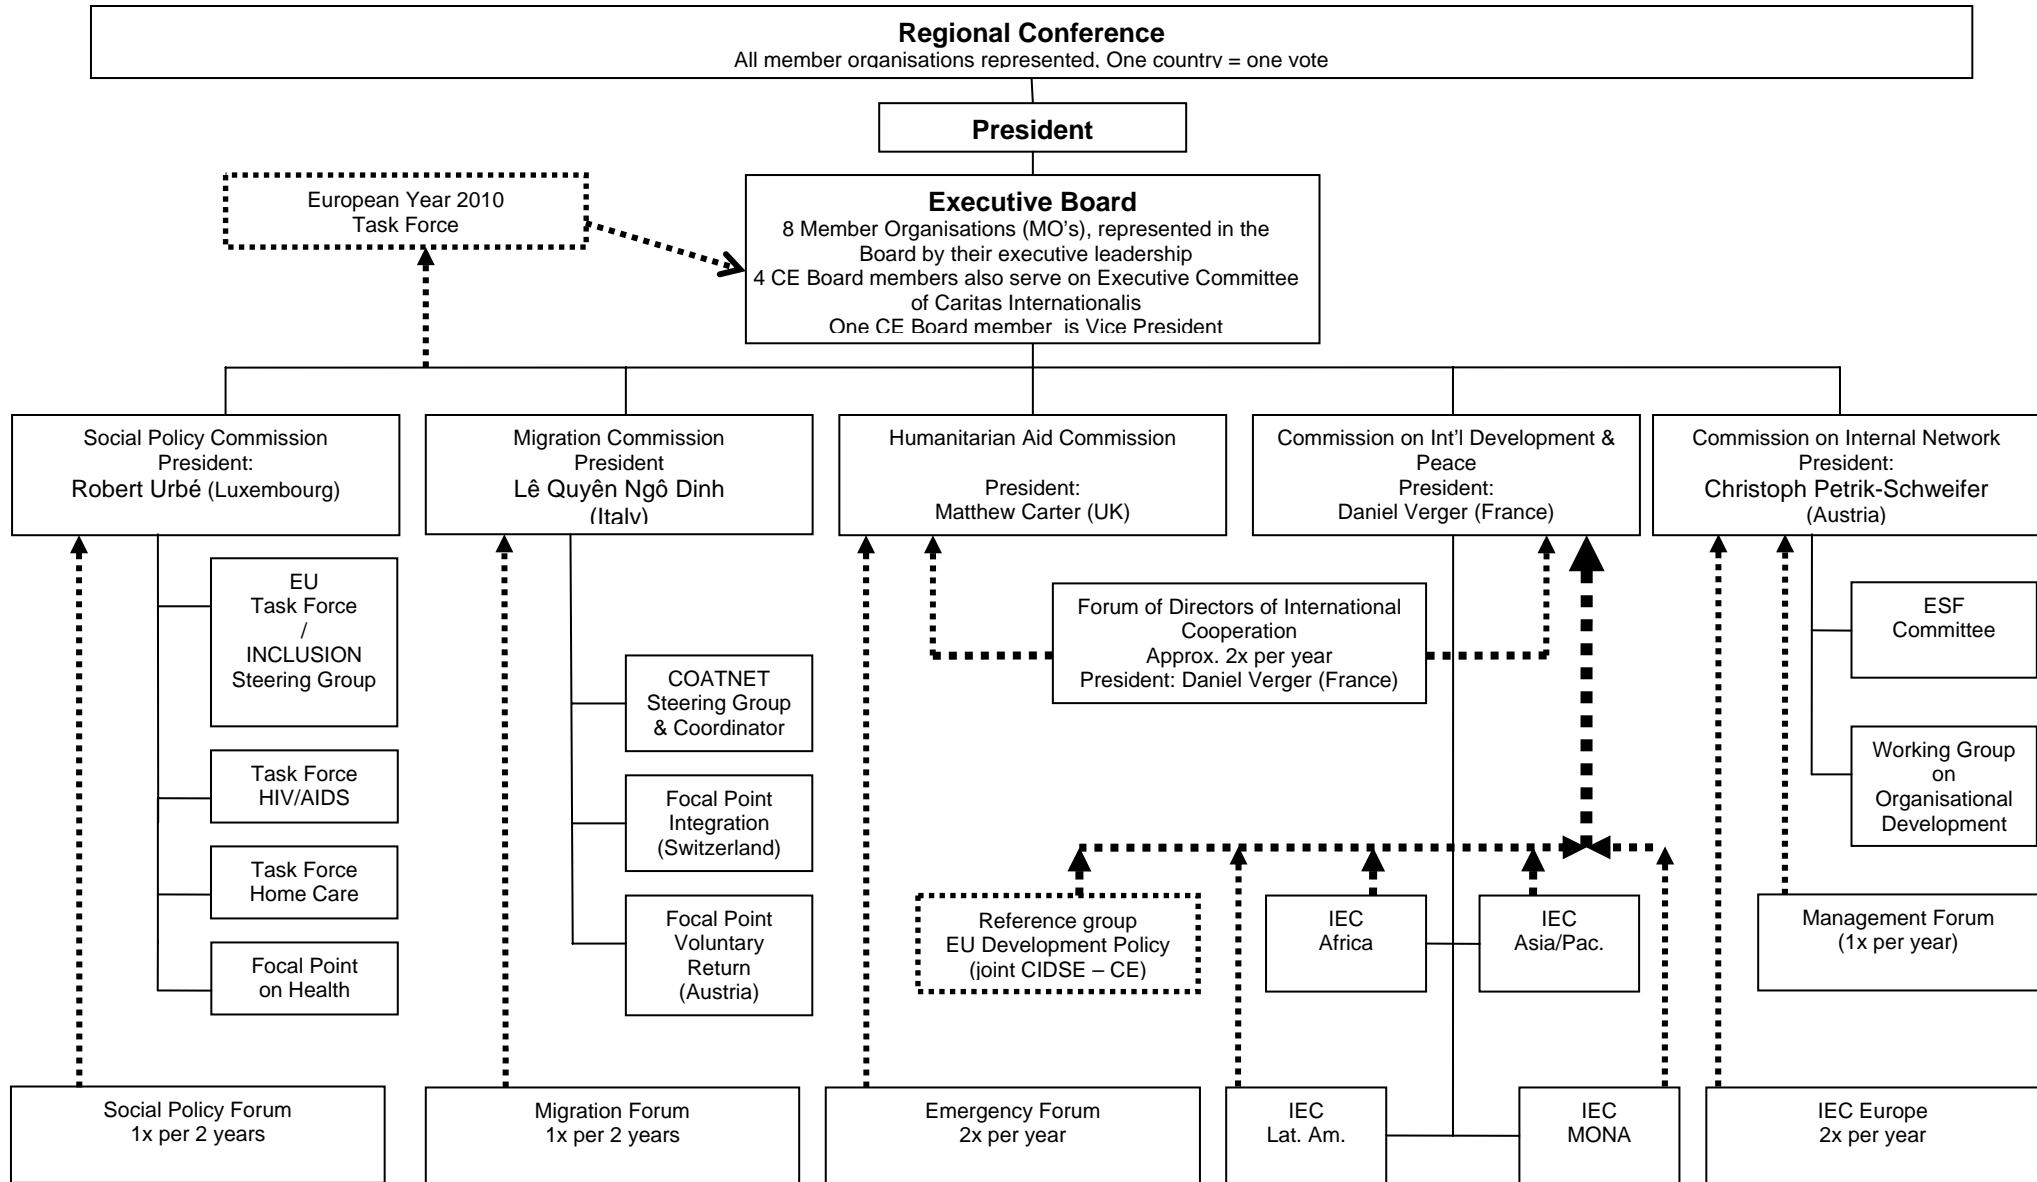 Regional Conference
All member organisations represented, One country = one vote
President
European Year 2010
Task Force
Executive Board
8 Member Organisations (MO’s), represented in the
Board by their executive leadership
4 CE Board members also serve on Executive Committee
of Caritas Internationalis
One CE Board member is Vice President
Social Policy Commission
President:
Robert Urbé (Luxembourg)
Migration Commission
President
Lê Quyên Ngô Dinh
(Italy)
Humanitarian Aid Commission
President:
Matthew Carter (UK)
Commission on Int’l Development &
Peace
President:
Daniel Verger (France)
Commission on Internal Network
President:
Christoph Petrik-Schweifer
(Austria)
EU
Task Force
/
INCLUSION
Steering Group
Task Force
HIV/AIDS
Task Force
Home Care
Focal Point
on Health
COATNET
Steering Group
& Coordinator
Focal Point
Integration
(Switzerland)
Focal Point
Voluntary
Return
(Austria)
Forum of Directors of International
Cooperation
Approx. 2x per year
President: Daniel Verger (France)
ESF
Committee
Working Group
on
Organisational
Development
Reference group
EU Development Policy
(joint CIDSE – CE)
IEC
Africa
IEC
Asia/Pac.
Management Forum
(1x per year)
Social Policy Forum
1x per 2 years
Migration Forum
1x per 2 years
Emergency Forum
2x per year
IEC
Lat. Am.
IEC
MONA
IEC Europe
2x per year